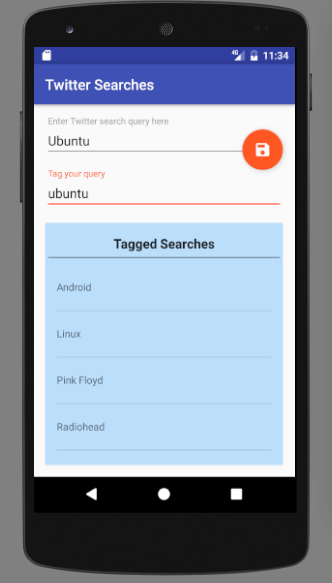 11:34
Twitter Searches
Enter Twitter search query here
Ubuntu
Tag your query
ubuntu
Tagged Searches
Android
Linux
Pink Floyd
Radiohead